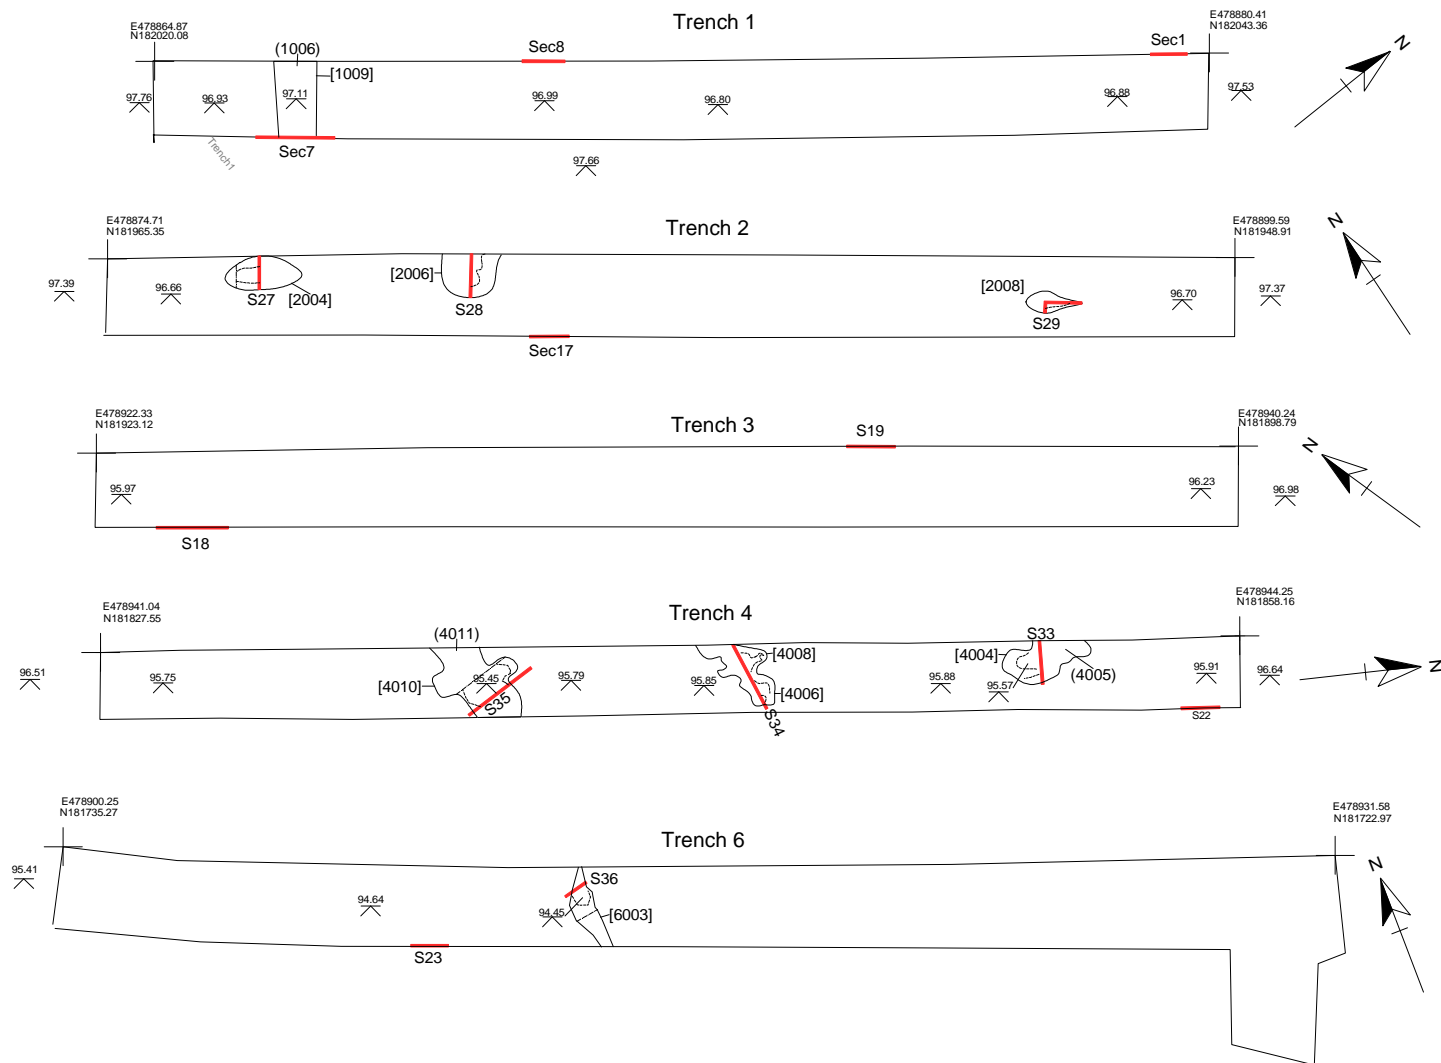 Trench 1
E478864.87
N182020.08
E478880.41
N182043.36
(1006)
[1009]
Sec8
Sec1
N
97.76
96.93
97.11
96.99
96.80
96.88
97.53
Trench1
Sec7
97.66
Trench 2
E478874.71
N181965.35
E478899.59
N181948.91
N
97.39
96.66
S27
[2004]
[2006]
S28
[2008]
S29
96.70
97.37
Sec17
Trench 3
E478922.33
N181923.12
E478940.24
N181898.79
S19
N
95.97
96.23
96.98
S18
Trench 4
E478941.04
N181827.55
E478944.25
N181858.16
(4011)
S33
96.51
95.75
[4010]
95.45
S35
95.79
95.85
[4008]
[4006]
S34
95.88
[4004]
95.57
(4005)
95.91
96.64
N
S22
Trench 6
E478900.25
N181735.27
E478931.58
N181722.97
95.41
94.64
S36
94.45
[6003]
N
S23